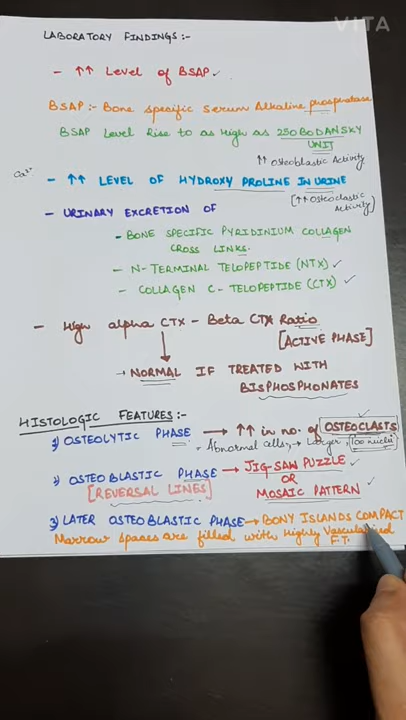 VITA
LABORATORY FINDINGS:-
- ↑↑ Level of BSAP ✓
BSAP:- Bone specific serum Alkaline phosphatase
BSAP Level Rise to as High as 250 BODANSKY
UNIT
↑↑ Osteoblastic Activity
Ca²⁺
- ↑↑ LEVEL OF HYDROXY PROLINE IN URINE
[↑↑ Osteoclastic
Activity]
- URINARY EXCRETION OF
- BONE SPECIFIC PYRIDINIUM COLLAGEN
CROSS LINKS.
- N-TERMINAL TELOPEPTIDE (NTX) ✓
- COLLAGEN C-TELOPEPTIDE (CTX) ✓
- High alpha CTX - Beta CTX Ratio
[ACTIVE PHASE]
→ NORMAL IF TREATED WITH
BISPHOSPHONATES
HISTOLOGIC FEATURES:-
1) OSTEOLYTIC PHASE → ↑↑ in no. of OSTEOCLASTS
Abnormal cells, → Larger, 100 nuclei
2) OSTEOBLASTIC PHASE → JIG-SAW PUZZLE ✓
[REVERSAL LINES] OR
MOSAIC PATTERN ✓
3) LATER OSTEOBLASTIC PHASE → BONY ISLANDS COMPACT
Marrow spaces are filled with Highly Vascularised
F.T.